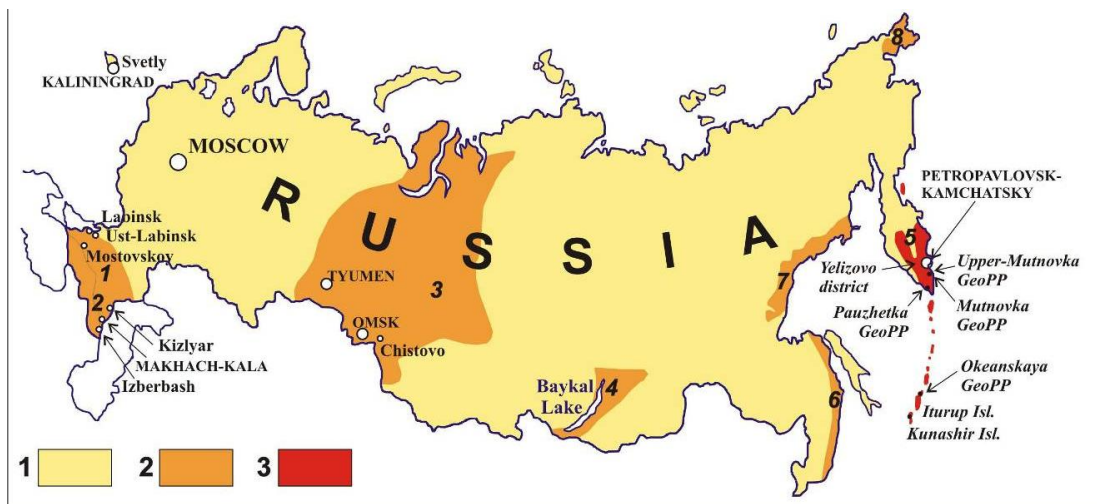 8
Svetly
KALININGRAD
MOSCOW
PETROPAVLOVSK-
KAMCHATSKY
RUSSIA
Labinsk
Ust-Labinsk
Mostovskoy
5
1
Yelizovo
district
Upper-Mutnovka
GeoPP
TYUMEN
3
7
2
Pauzhetka
GeoPP
Mutnovka
GeoPP
OMSK
Chistovo
Kizlyar
MAKHACH-KALA
Izberbash
Baykal
Lake
4
6
Okeanskaya
GeoPP
Iturup Isl.
Kunashir Isl.
1
2
3